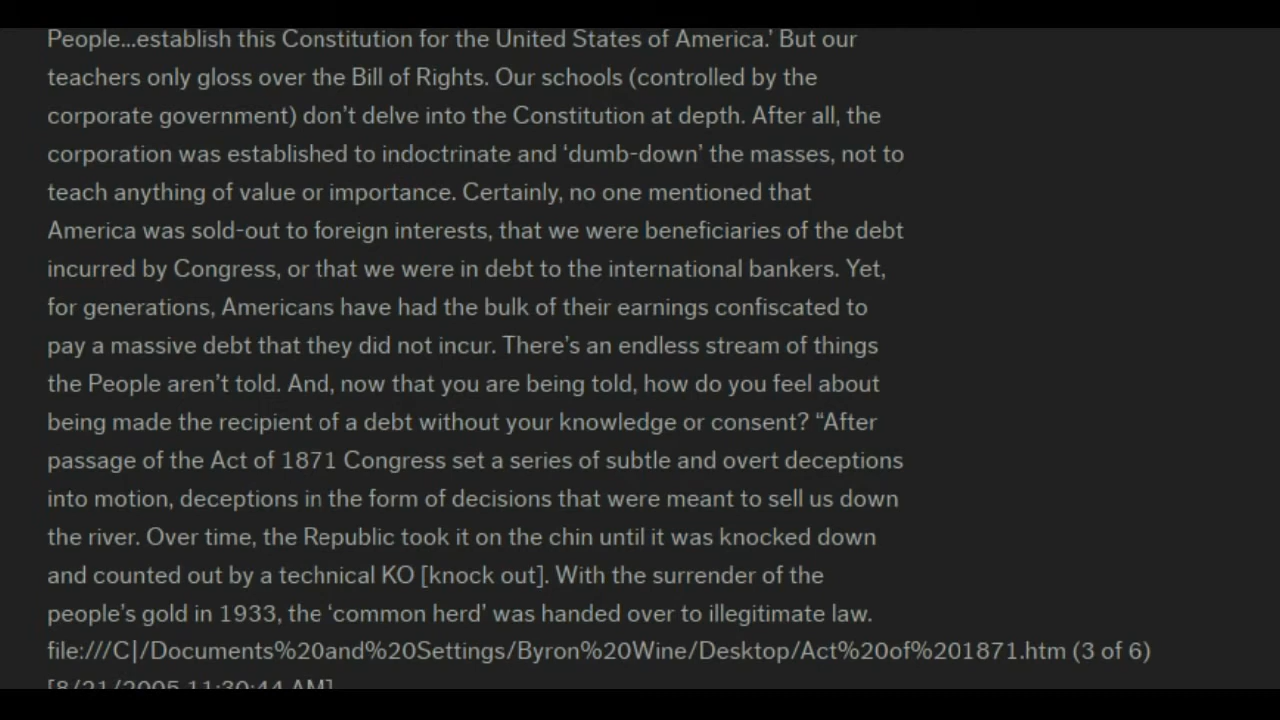 People...establish this Constitution for the United States of America.' But our
teachers only gloss over the Bill of Rights. Our schools (controlled by the
corporate government) don't delve into the Constitution at depth. After all, the
corporation was established to indoctrinate and 'dumb-down' the masses, not to
teach anything of value or importance. Certainly, no one mentioned that
America was sold-out to foreign interests, that we were beneficiaries of the debt
incurred by Congress, or that we were in debt to the international bankers. Yet,
for generations, Americans have had the bulk of their earnings confiscated to
pay a massive debt that they did not incur. There's an endless stream of things
the People aren't told. And, now that you are being told, how do you feel about
being made the recipient of a debt without your knowledge or consent? “After
passage of the Act of 1871 Congress set a series of subtle and overt deceptions
into motion, deceptions in the form of decisions that were meant to sell us down
the river. Over time, the Republic took it on the chin until it was knocked down
and counted out by a technical KO [knock out]. With the surrender of the
people's gold in 1933, the 'common herd' was handed over to illegitimate law.
file:///C|/Documents%20and%20Settings/Byron%20Wine/Desktop/Act%20of%201871.htm (3 of 6)
[8/21/2005 11:30:44 AM]